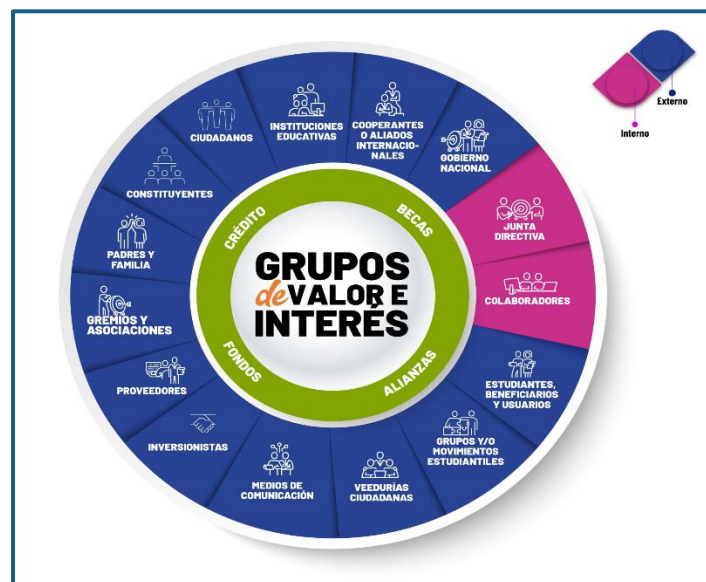 GRUPOS
de VALOR E
INTERÉS
CRÉDITO
BECAS
ALIANZAS
FONDOS
CIUDADANOS
INSTITUCIONES
EDUCATIVAS
COOPERANTES
O ALIADOS
INTERNACIO-
NALES
GOBIERNO
NACIONAL
JUNTA
DIRECTIVA
COLABORADORES
ESTUDIANTES,
BENEFICIARIOS
Y USUARIOS
GRUPOS Y/O
MOVIMIENTOS
ESTUDIANTILES
VEEDURÍAS
CIUDADANAS
MEDIOS DE
COMUNICACIÓN
INVERSIONISTAS
PROVEEDORES
GREMIOS Y
ASOCIACIONES
PADRES Y
FAMILIA
CONSTITUYENTES
Externo
Interno